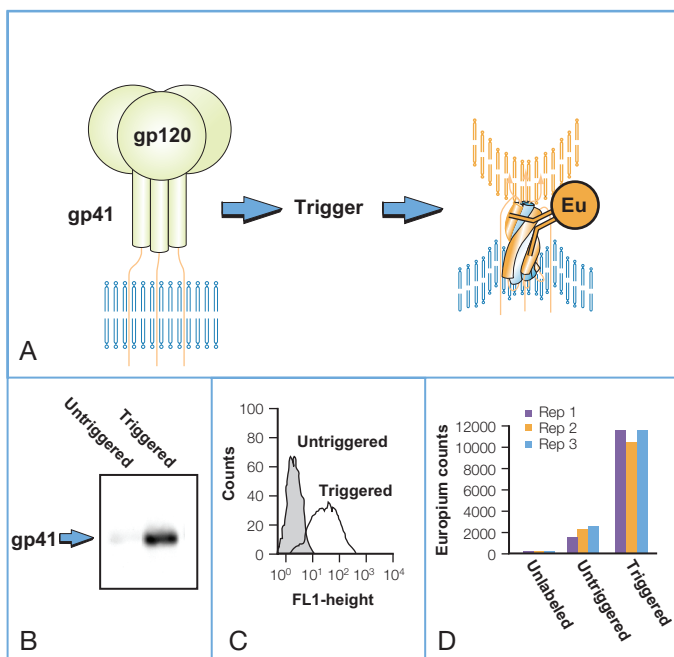 gp120
gp41
Trigger
Eu
A
Untriggered
Triggered
gp41
B
100
80
60
40
20
0
Counts
Untriggered
Triggered
10⁰ 10¹ 10² 10³ 10⁴
FL1-height
C
Rep 1
Rep 2
Rep 3
12000
10000
8000
6000
4000
2000
0
Europium counts
Unlabeled
Untriggered
Triggered
D